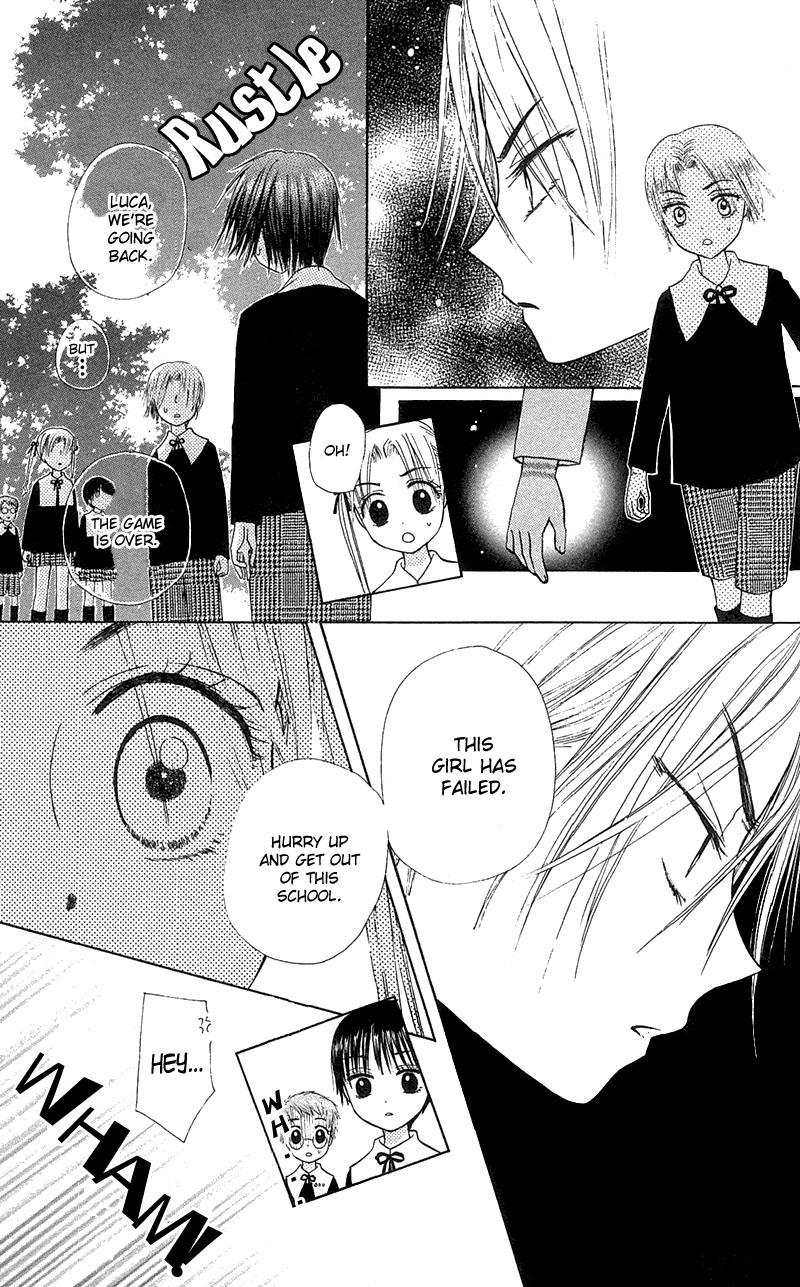 Rustle
LUCA,
WE'RE
GOING
BACK.
BUT
...
THE GAME
IS OVER.
OH!
THIS
GIRL HAS
FAILED.
HURRY UP
AND GET OUT
OF THIS
SCHOOL.
HEY...
WH...
WHAM!